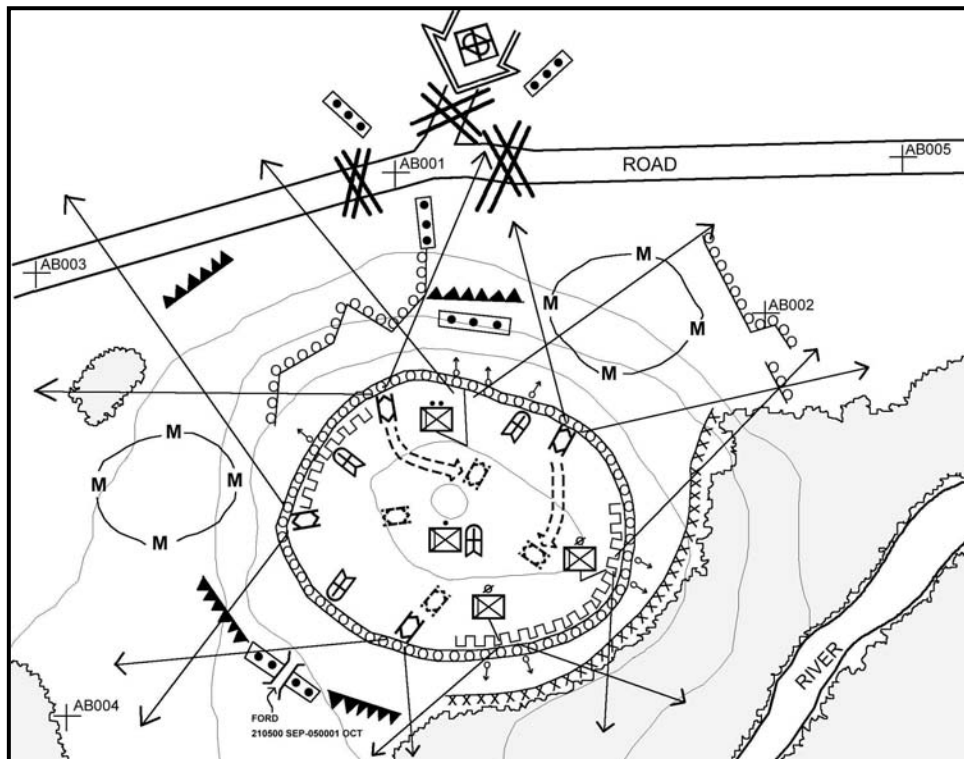 ROAD
AB005
AB001
AB003
M
M
M
M
AB002
M
M
M
M
AB004
FORD
210500 SEP-050001 OCT
RIVER